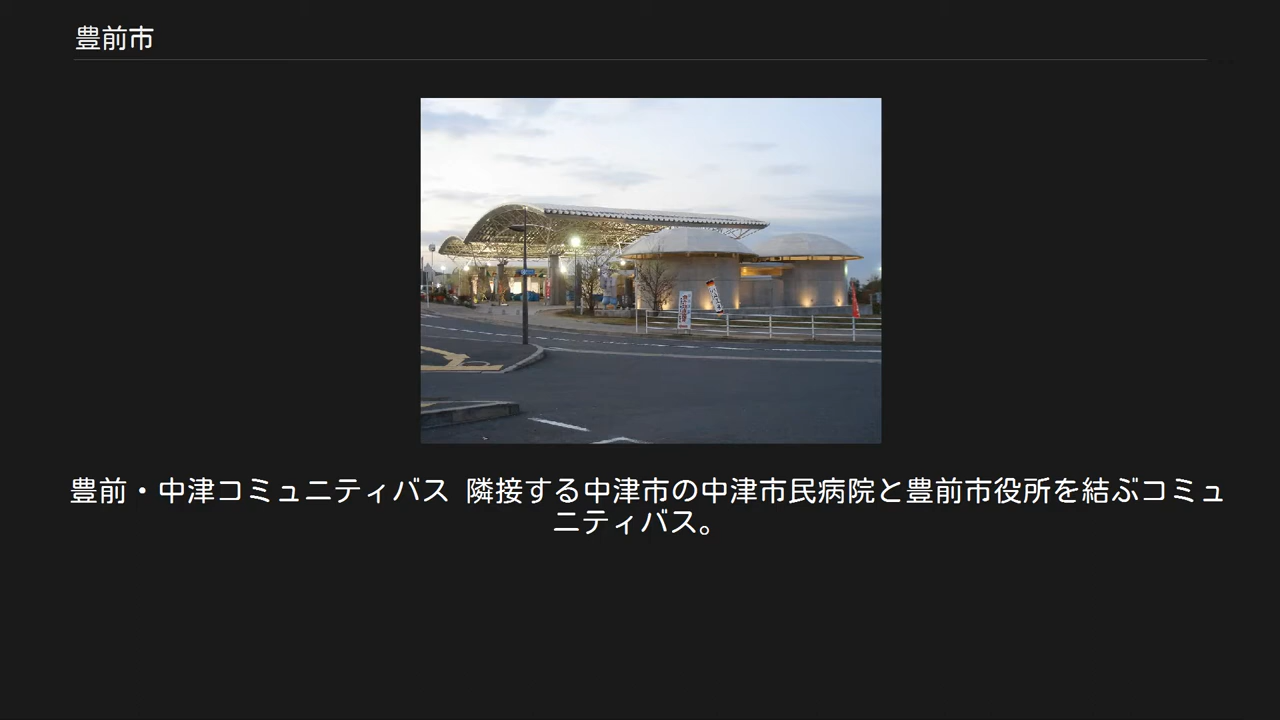 豊前市
豊前・中津コミュニティバス 隣接する中津市の中津市民病院と豊前市役所を結ぶコミュ
ニティバス。